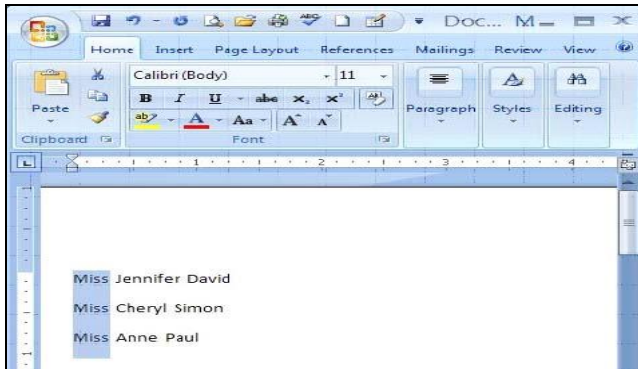 Doc... M
Home Insert Page Layout References Mailings Review View
Calibri (Body) 11
Paste
B I U abe x₂ x²
ab A Aa A A
Paragraph Styles Editing
Clipboard Font
1 2 3 4
Miss Jennifer David
Miss Cheryl Simon
Miss Anne Paul